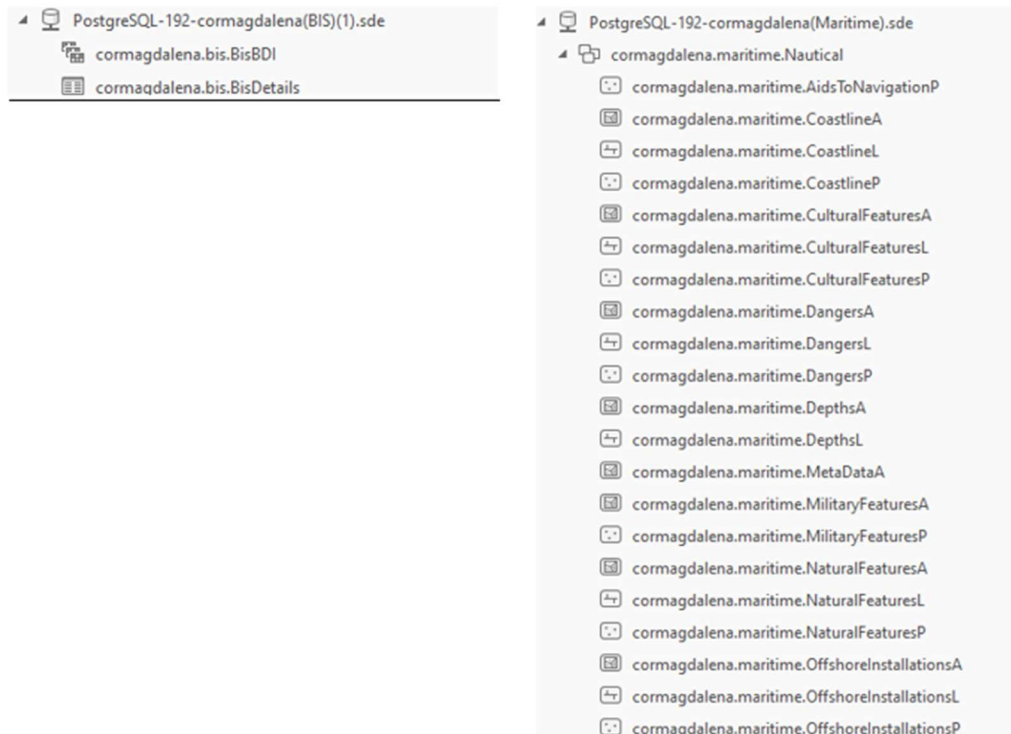 PostgreSQL-192-cormagdalena(BIS)(1).sde
cormagdalena.bis.BisBDI
cormagdalena.bis.BisDetails
PostgreSQL-192-cormagdalena(Maritime).sde
cormagdalena.maritime.Nautical
cormagdalena.maritime.AidsToNavigationP
cormagdalena.maritime.CoastlineA
cormagdalena.maritime.CoastlineL
cormagdalena.maritime.CoastlineP
cormagdalena.maritime.CulturalFeaturesA
cormagdalena.maritime.CulturalFeaturesL
cormagdalena.maritime.CulturalFeaturesP
cormagdalena.maritime.DangersA
cormagdalena.maritime.DangersL
cormagdalena.maritime.DangersP
cormagdalena.maritime.DepthsA
cormagdalena.maritime.DepthsL
cormagdalena.maritime.MetaDataA
cormagdalena.maritime.MilitaryFeaturesA
cormagdalena.maritime.MilitaryFeaturesP
cormagdalena.maritime.NaturalFeaturesA
cormagdalena.maritime.NaturalFeaturesL
cormagdalena.maritime.NaturalFeaturesP
cormagdalena.maritime.OffshoreInstallationsA
cormagdalena.maritime.OffshoreInstallationsL
cormagdalena.maritime.OffshoreInstallationsP